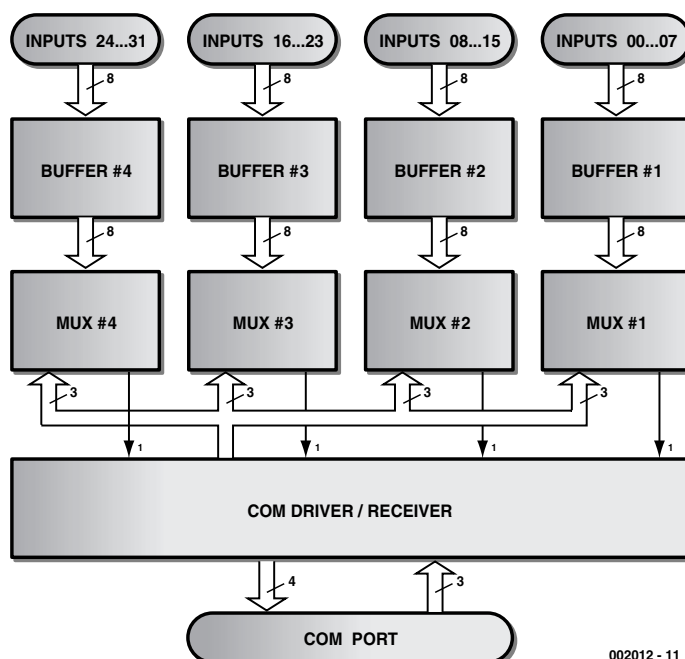 INPUTS 24...31 INPUTS 16...23 INPUTS 08...15 INPUTS 00...07
8 8 8 8
BUFFER #4 BUFFER #3 BUFFER #2 BUFFER #1
8 8 8 8
MUX #4 MUX #3 MUX #2 MUX #1
3 3 3 3
1 1 1 1
COM DRIVER / RECEIVER
4 3
COM PORT
002012 - 11